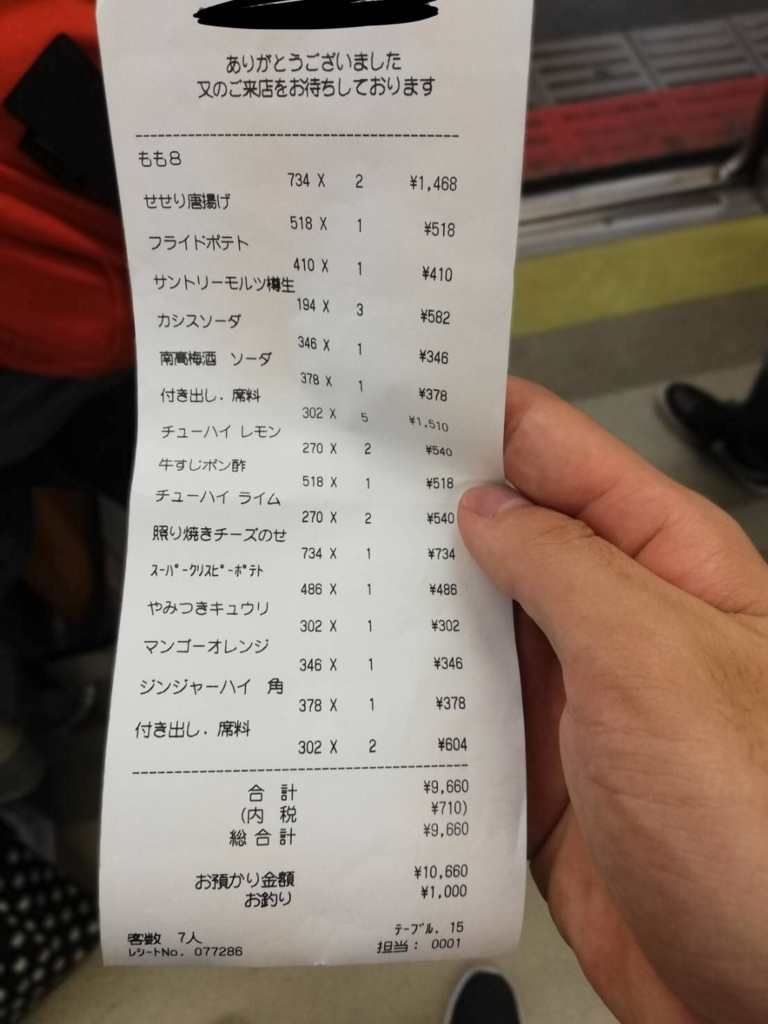 ありがとうございました
又のご来店をお待ちしております
もも8
734 X 2 ¥1,468
せせり唐揚げ
518 X 1 ¥518
フライドポテト
410 X 1 ¥410
サントリーモルツ樽生
194 X 3 ¥582
カシスソーダ
346 X 1 ¥346
南高梅酒 ソーダ
378 X 1 ¥378
付き出し．席料
302 X 5 ¥1,510
チューハイ レモン
270 X 2 ¥540
牛すじポン酢
518 X 1 ¥518
チューハイ ライム
270 X 2 ¥540
照り焼きチーズのせ
734 X 1 ¥734
ｽｰﾊﾟｰｸﾘｽﾋﾟｰﾎﾟﾃﾄ
486 X 1 ¥486
やみつきキュウリ
302 X 1 ¥302
マンゴーオレンジ
346 X 1 ¥346
ジンジャーハイ 角
378 X 1 ¥378
付き出し．席料
302 X 2 ¥604
合 計 ¥9,660
(内 税 ¥710)
総 合 計 ¥9,660
お預かり金額 ¥10,660
お釣り ¥1,000
客数 7人 ﾃｰﾌﾞﾙ. 15
ﾚｼｰﾄNo. 077286 担当： 0001